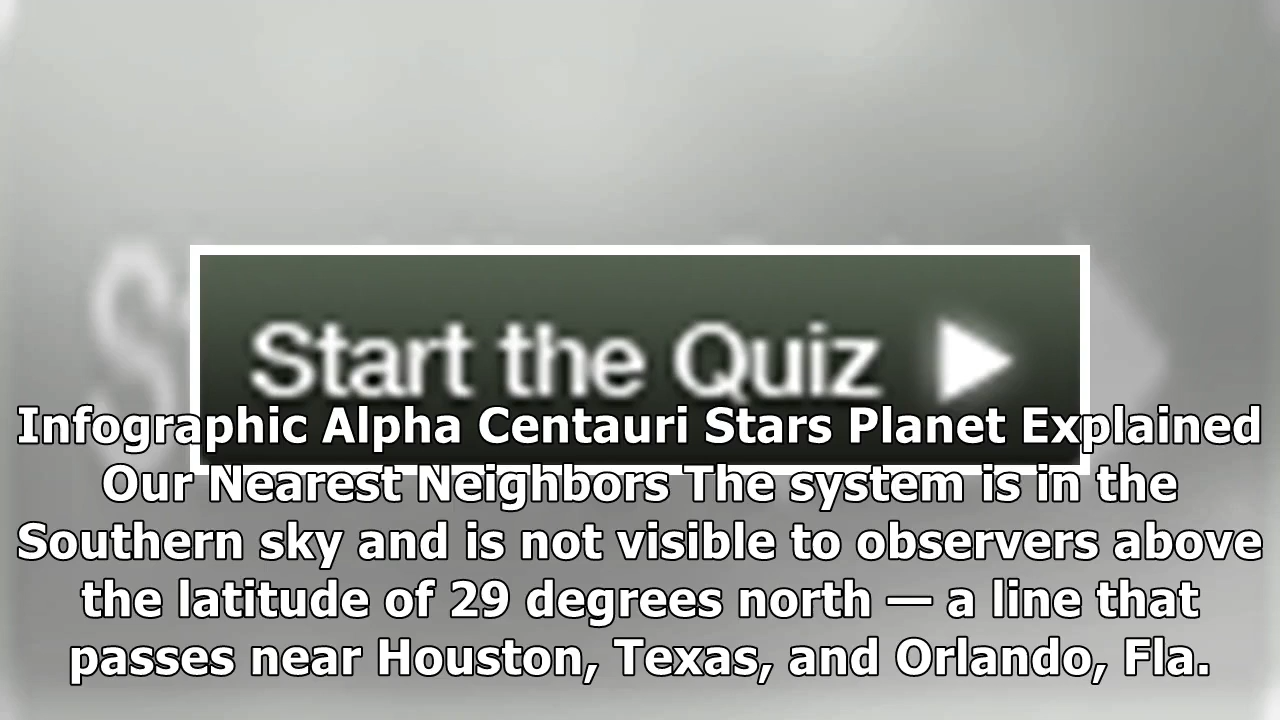 Start the Quiz
Infographic Alpha Centauri Stars Planet Explained
Our Nearest Neighbors The system is in the
Southern sky and is not visible to observers above
the latitude of 29 degrees north — a line that
passes near Houston, Texas, and Orlando, Fla.